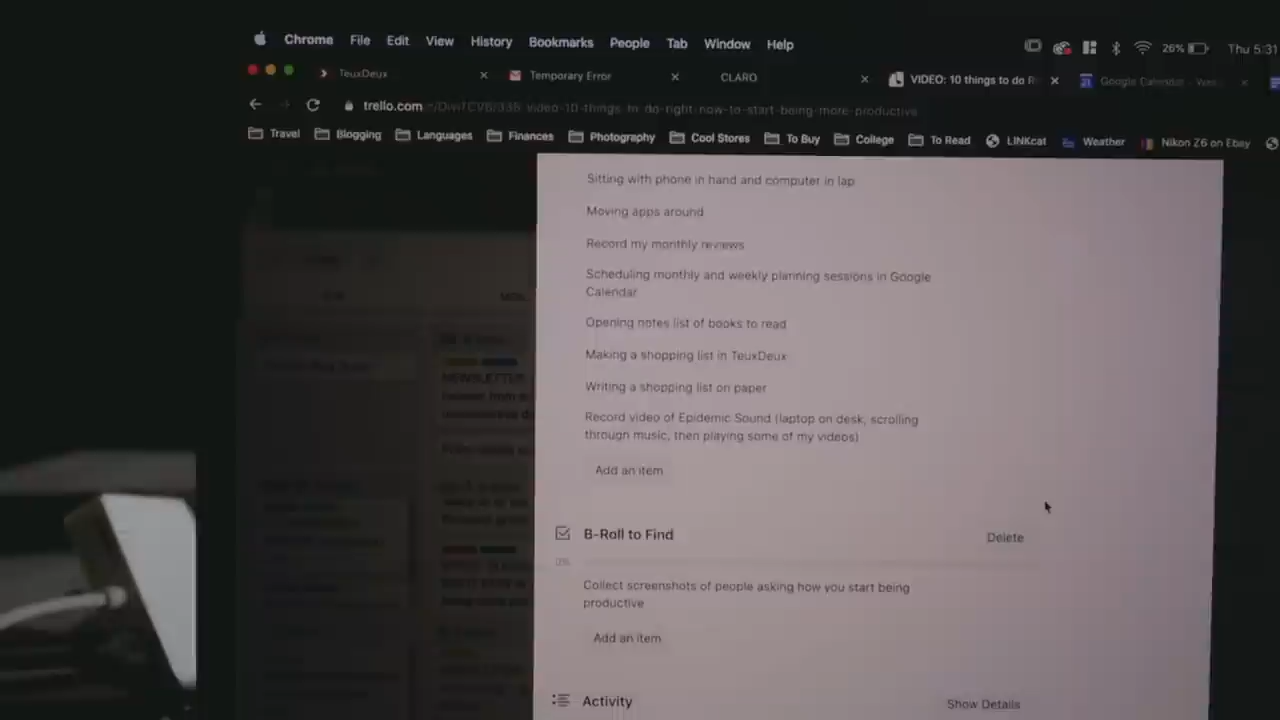 Chrome File Edit View History Bookmarks People Tab Window Help 26% Thu 5:31
TeuxDeux Temporary Error CLARO VIDEO: 10 things to do R Google Calendar - We
trello.com
Travel Blogging Languages Finances Photography Cool Stores To Buy College To Read LINKcat Weather Nikon Z6 on Ebay
Sitting with phone in hand and computer in lap
Moving apps around
Record my monthly reviews
Scheduling monthly and weekly planning sessions in Google
Calendar
Opening notes list of books to read
Making a shopping list in TeuxDeux
Writing a shopping list on paper
Record video of Epidemic Sound (laptop on desk, scrolling
through music, then playing some of my videos)
Add an item
B-Roll to Find Delete
0%
Collect screenshots of people asking how you start being
productive
Add an item
Activity Show Details
NEWSLETTER